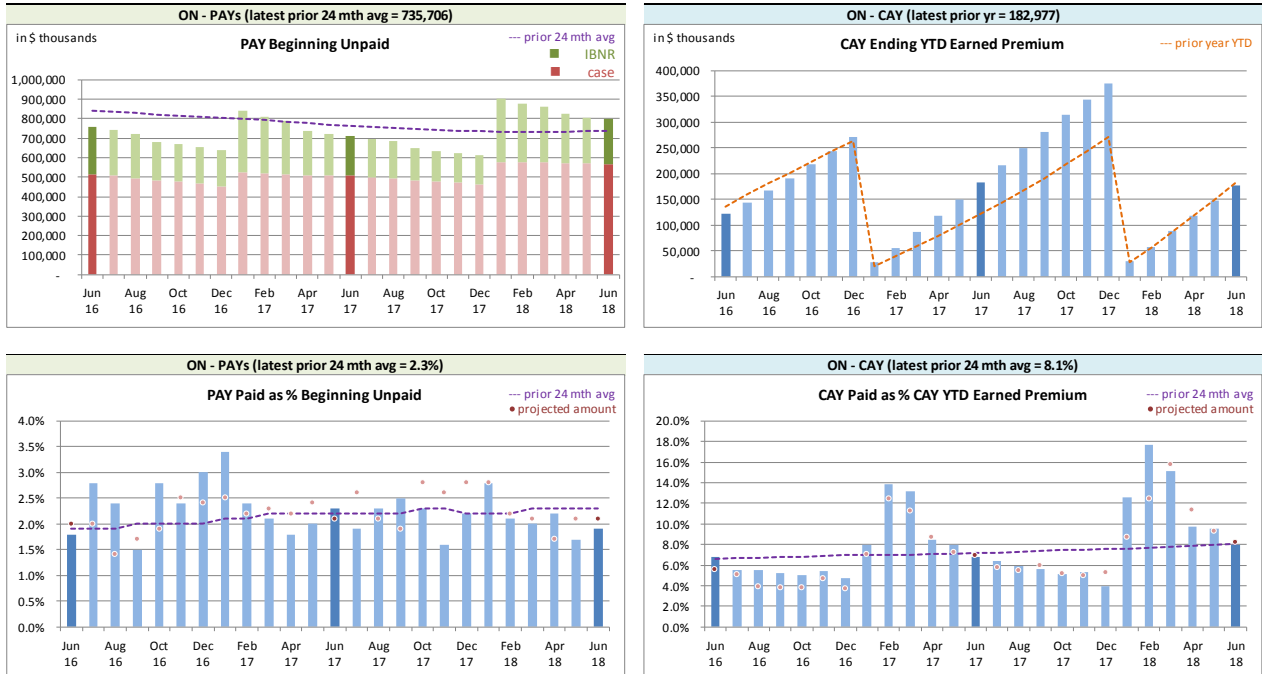 ON - PAYs (latest prior 24 mth avg = 735,706)
in $ thousands
PAY Beginning Unpaid
--- prior 24 mth avg
IBNR
case
1,000,000
900,000
800,000
700,000
600,000
500,000
400,000
300,000
200,000
100,000
-
Jun Aug Oct Dec Feb Apr Jun Aug Oct Dec Feb Apr Jun
16 16 16 16 17 17 17 17 17 17 18 18 18
ON - CAY (latest prior yr = 182,977)
in $ thousands
CAY Ending YTD Earned Premium
--- prior year YTD
400,000
350,000
300,000
250,000
200,000
150,000
100,000
50,000
-
Jun Aug Oct Dec Feb Apr Jun Aug Oct Dec Feb Apr Jun
16 16 16 16 17 17 17 17 17 17 18 18 18
ON - PAYs (latest prior 24 mth avg = 2.3%)
PAY Paid as % Beginning Unpaid
--- prior 24 mth avg
projected amount
4.0%
3.5%
3.0%
2.5%
2.0%
1.5%
1.0%
0.5%
0.0%
Jun Aug Oct Dec Feb Apr Jun Aug Oct Dec Feb Apr Jun
16 16 16 16 17 17 17 17 17 17 18 18 18
ON - CAY (latest prior 24 mth avg = 8.1%)
CAY Paid as % CAY YTD Earned Premium
--- prior 24 mth avg
projected amount
20.0%
18.0%
16.0%
14.0%
12.0%
10.0%
8.0%
6.0%
4.0%
2.0%
0.0%
Jun Aug Oct Dec Feb Apr Jun Aug Oct Dec Feb Apr Jun
16 16 16 16 17 17 17 17 17 17 18 18 18